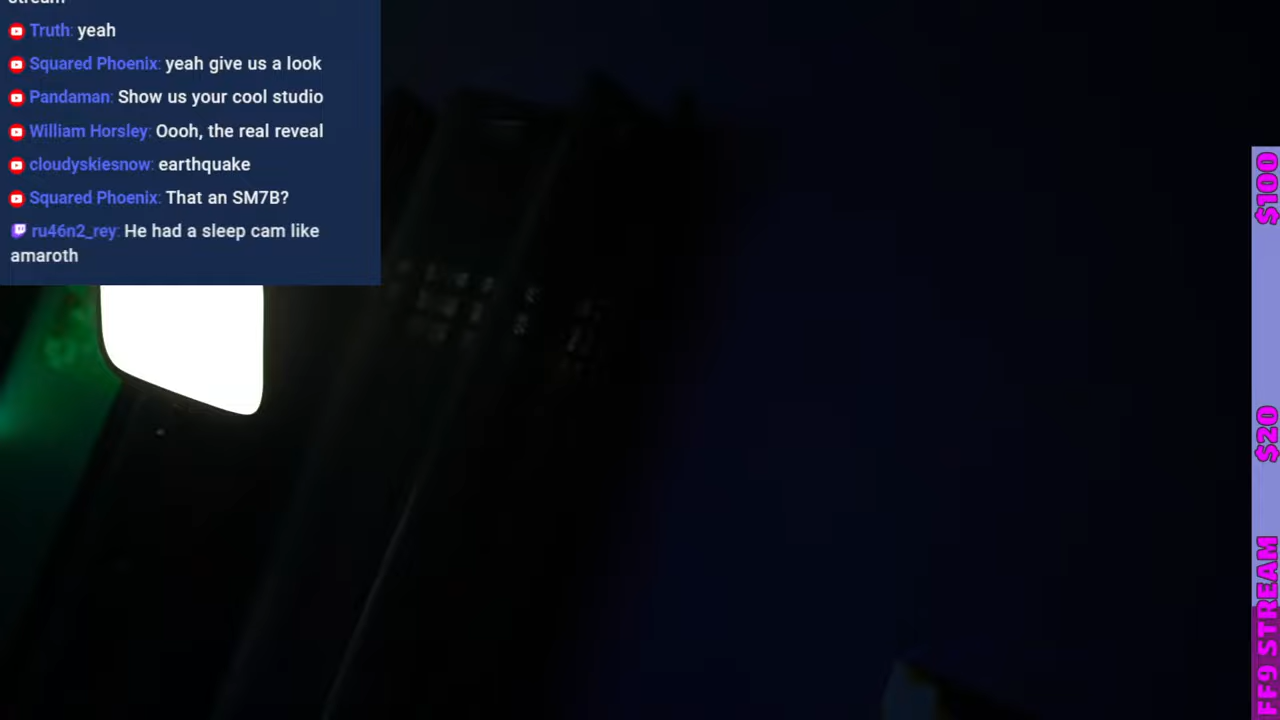 stream
Truth: yeah
Squared Phoenix: yeah give us a look
Pandaman: Show us your cool studio
William Horsley: Oooh, the real reveal
cloudyskiesnow: earthquake
Squared Phoenix: That an SM7B?
ru46n2_rey: He had a sleep cam like
amaroth
$100
$20
FF9 STREAM